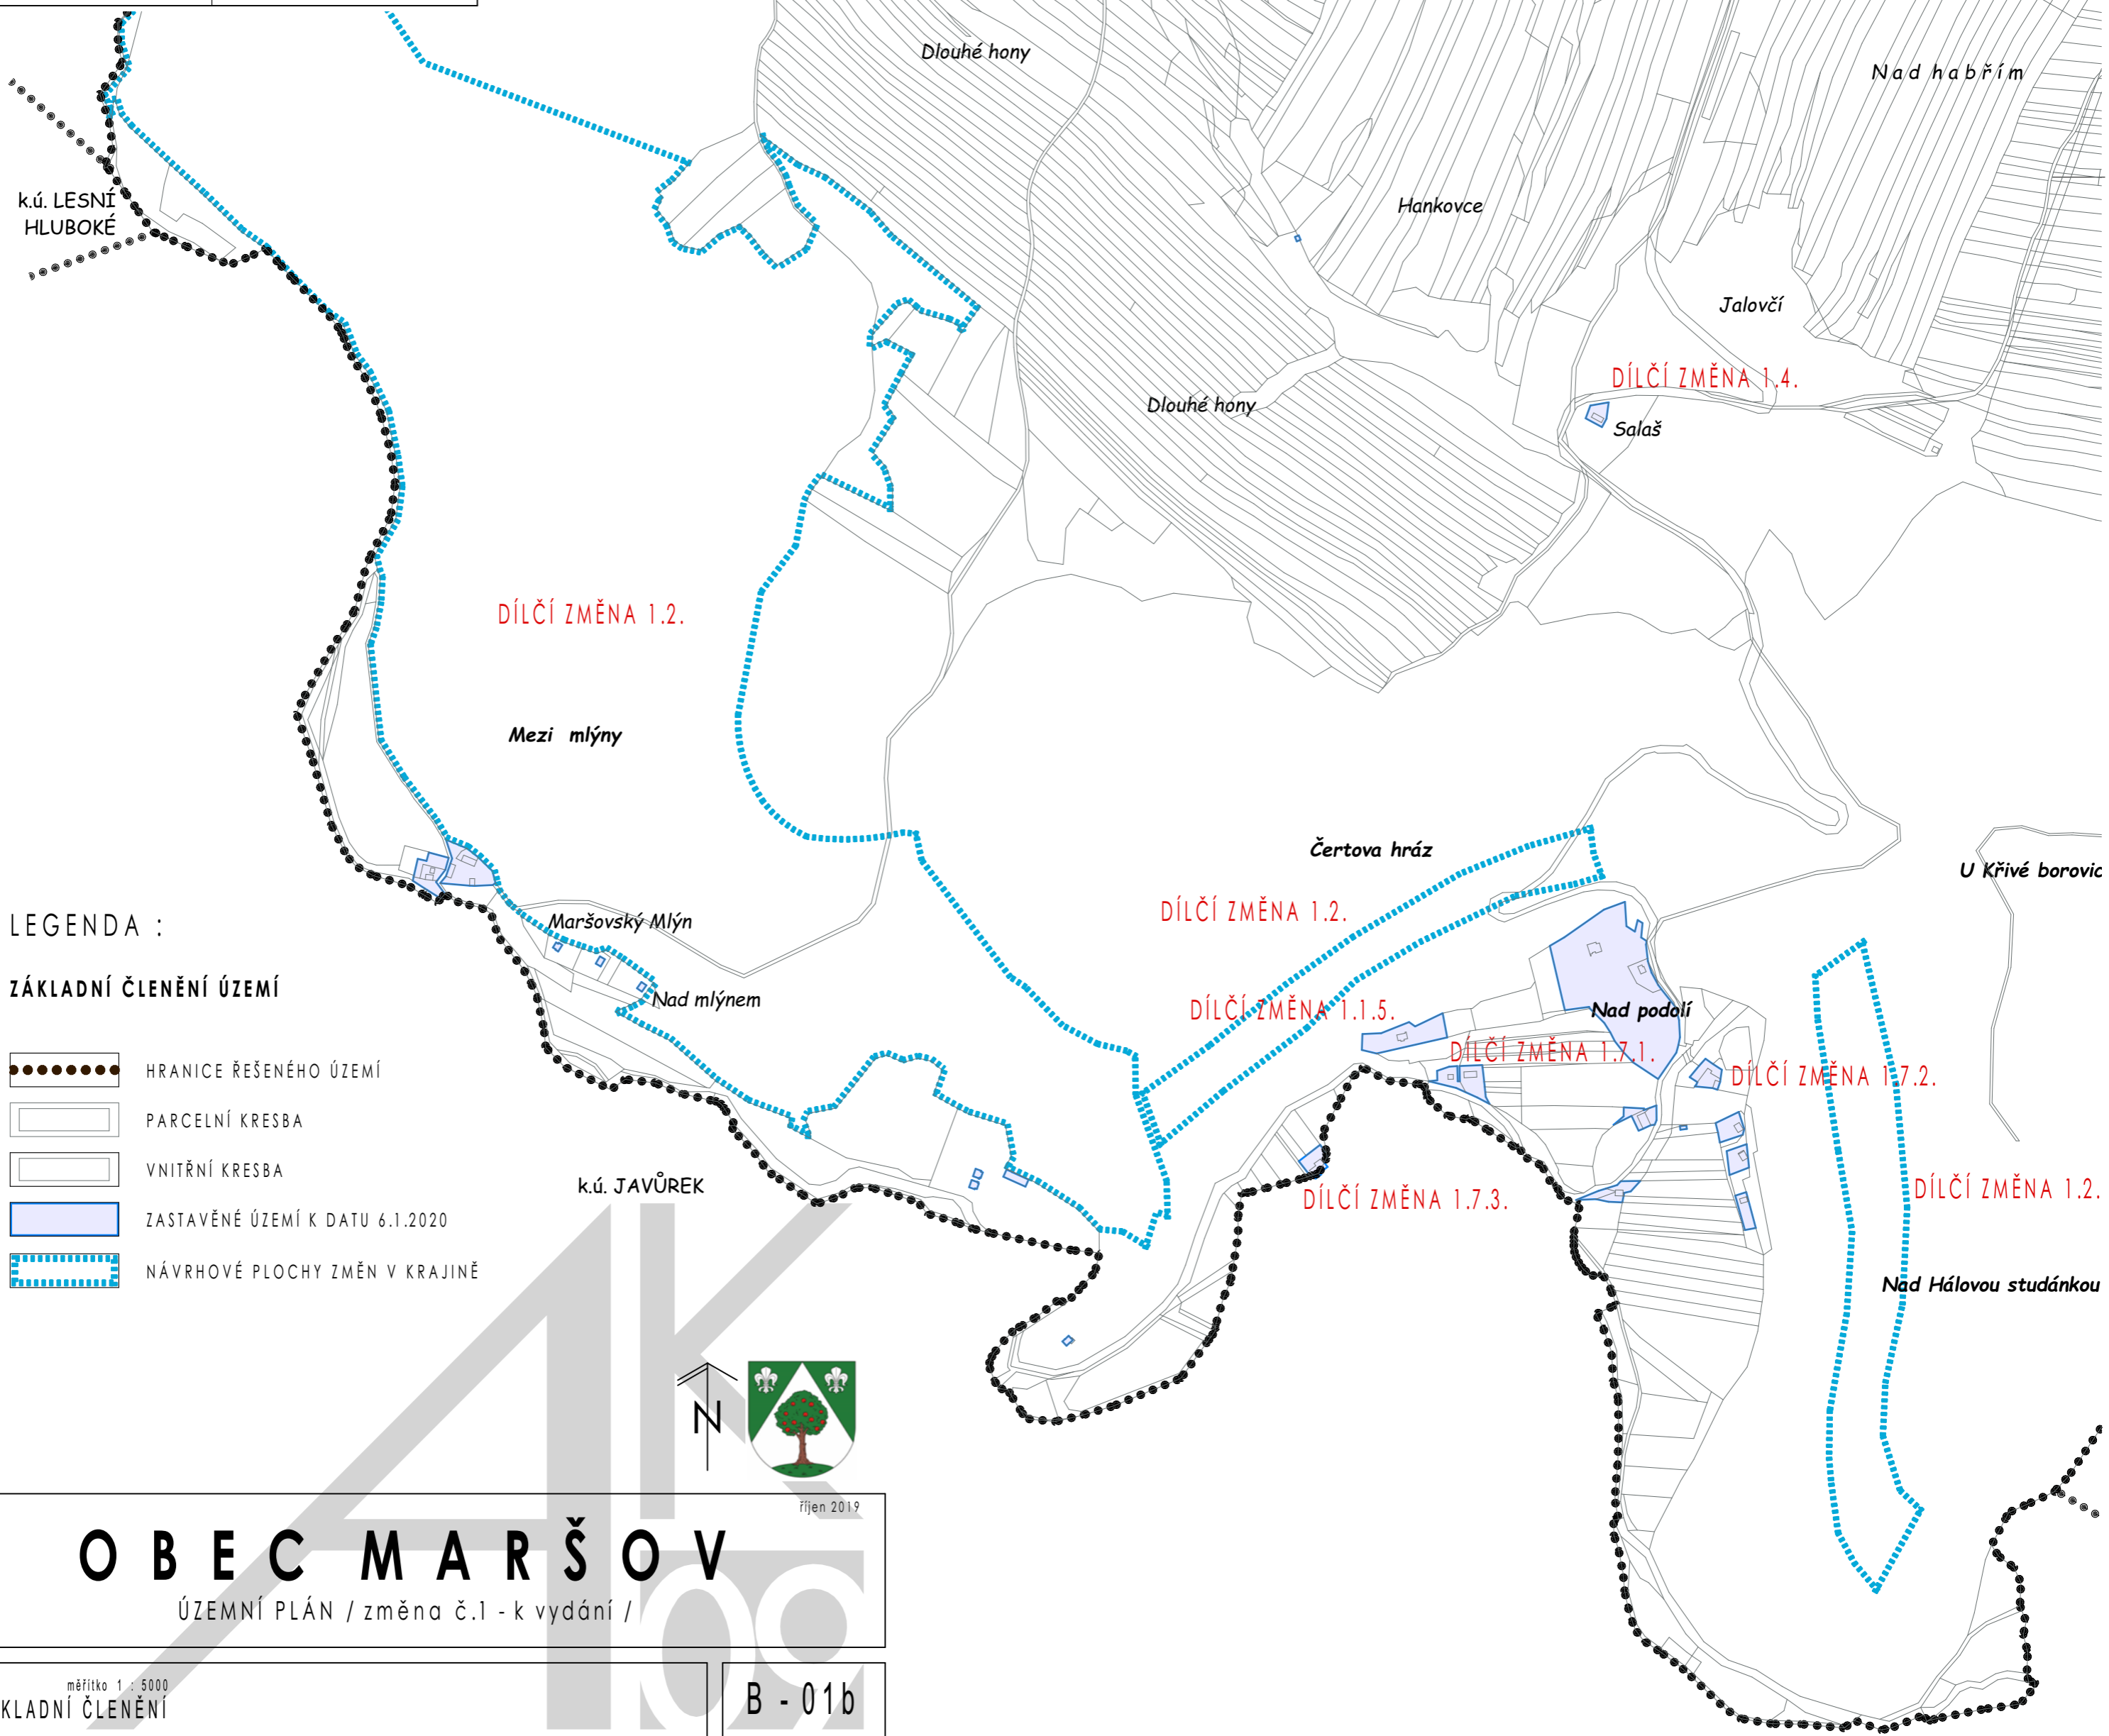 Dlouhé hony
Nad habřím
k.ú. LESNÍ
HLUBOKÉ
Hankovce
Jalovčí
DÍLČÍ ZMĚNA 1.4.
Dlouhé hony
Salaš
DÍLČÍ ZMĚNA 1.2.
Mezi mlýny
Čertova hráz
U Křivé borovic
DÍLČÍ ZMĚNA 1.2.
Maršovský Mlýn
Nad mlýnem
DÍLČÍ ZMĚNA 1.1.5.
Nad podolí
DÍLČÍ ZMĚNA 1.7.1.
DÍLČÍ ZMĚNA 1.7.2.
k.ú. JAVŮREK
DÍLČÍ ZMĚNA 1.7.3.
DÍLČÍ ZMĚNA 1.2.
Nad Hálovou studánkou
LEGENDA :
ZÁKLADNÍ ČLENĚNÍ ÚZEMÍ
HRANICE ŘEŠENÉHO ÚZEMÍ
PARCELNÍ KRESBA
VNITŘNÍ KRESBA
ZASTAVĚNÉ ÚZEMÍ K DATU 6.1.2020
NÁVRHOVÉ PLOCHY ZMĚN V KRAJINĚ
N
říjen 2019
OBEC MARŠOV
ÚZEMNÍ PLÁN / změna č.1 - k vydání /
měřítko 1 : 5000
KLADNÍ ČLENĚNÍ
B - 01b
AK
09